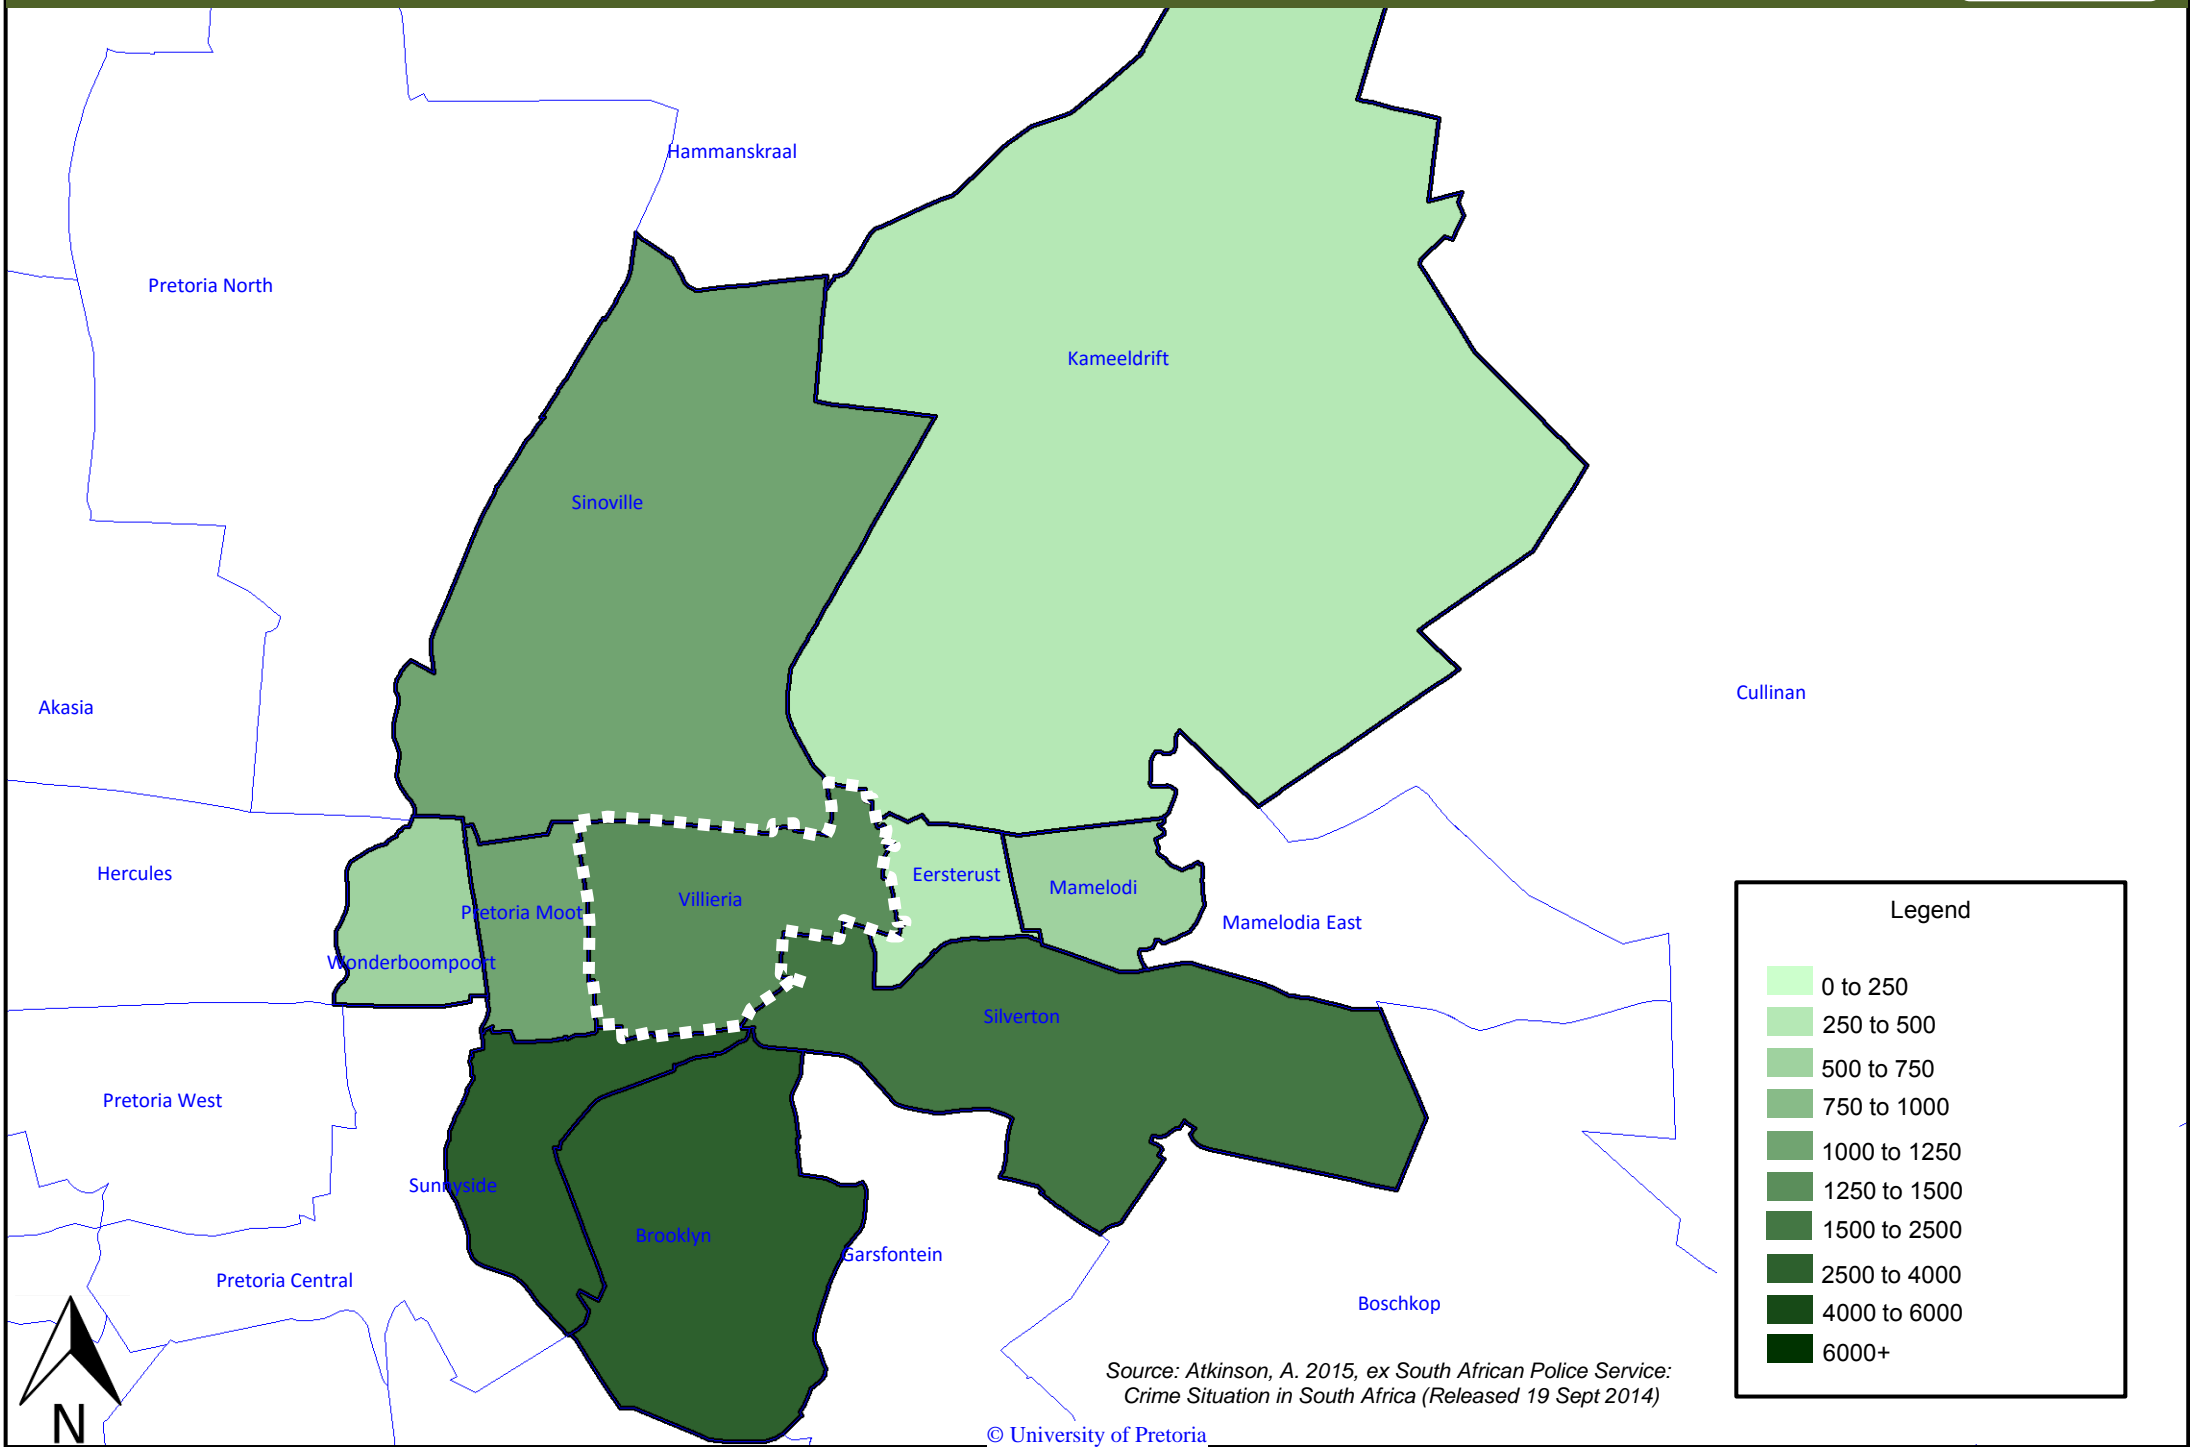 Hammanskraal
Pretoria North
Kameeldrift
Sinoville
Akasia
Cullinan
Hercules
Eersterust
Mamelodi
Villieria
Pretoria Moot
Mamelodia East
Wonderboompoort
Silverton
Pretoria West
Sunnyside
Brooklyn
Garsfontein
Pretoria Central
Boschkop
N
Legend
0 to 250
250 to 500
500 to 750
750 to 1000
1000 to 1250
1250 to 1500
1500 to 2500
2500 to 4000
4000 to 6000
6000+
Source: Atkinson, A. 2015, ex South African Police Service:
Crime Situation in South Africa (Released 19 Sept 2014)
© University of Pretoria